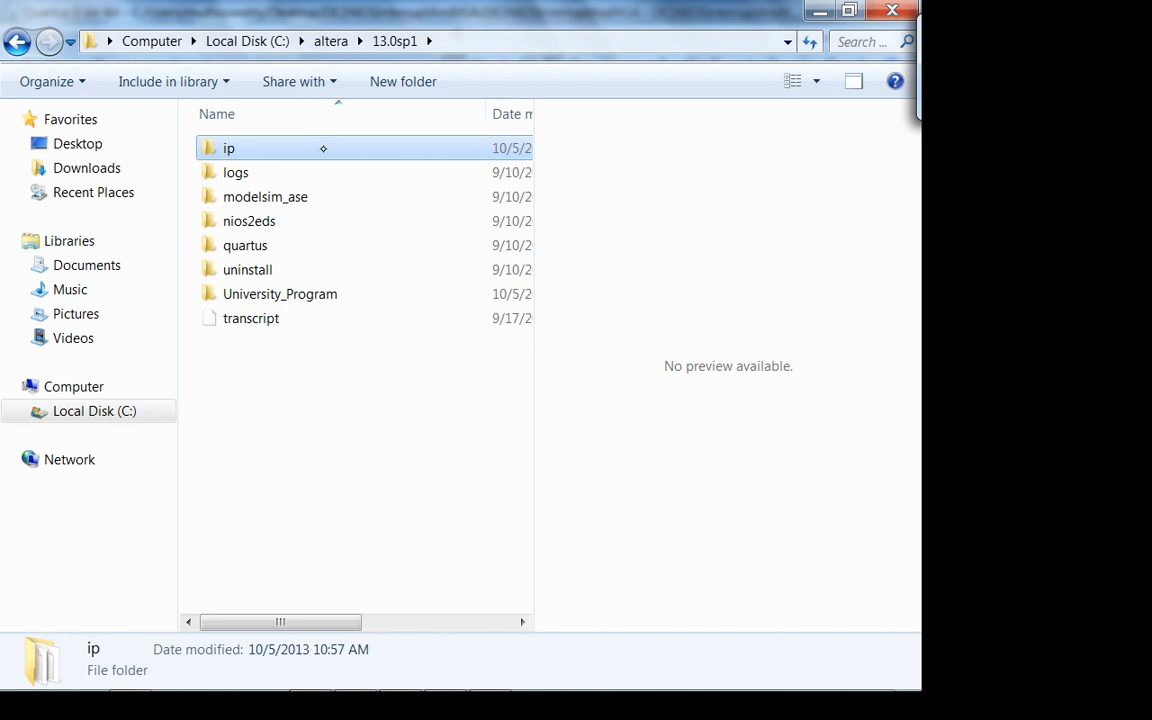 Computer Local Disk (C:) altera 13.0sp1 Search ...
Organize Include in library Share with New folder
Name Date m
Favorites
Desktop
Downloads
Recent Places
Libraries
Documents
Music
Pictures
Videos
Computer
Local Disk (C:)
Network
ip 10/5/2
logs 9/10/2
modelsim_ase 9/10/2
nios2eds 9/10/2
quartus 9/10/2
uninstall 9/10/2
University_Program 10/5/2
transcript 9/17/2
No preview available.
ip Date modified: 10/5/2013 10:57 AM
File folder